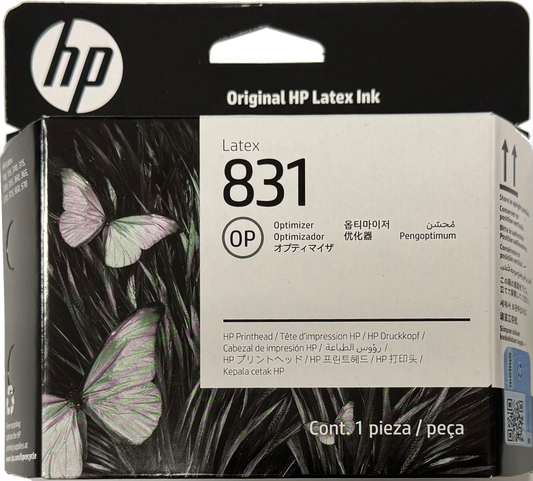 hp
Original HP Latex Ink
Latex
831
OP
Optimizer
Optimizador
オプティマイザ
옵티마이저
优化器
مُحسّن
Pengoptimum
HP Printhead / Tête d'impression HP / HP Druckkopf /
Cabezal de impresión HP / رؤوس الطباعة /
HP プリントヘッド / HP 프린트헤드 / HP 打印头 /
Kepala cetak HP
Cont. 1 pieza / peça